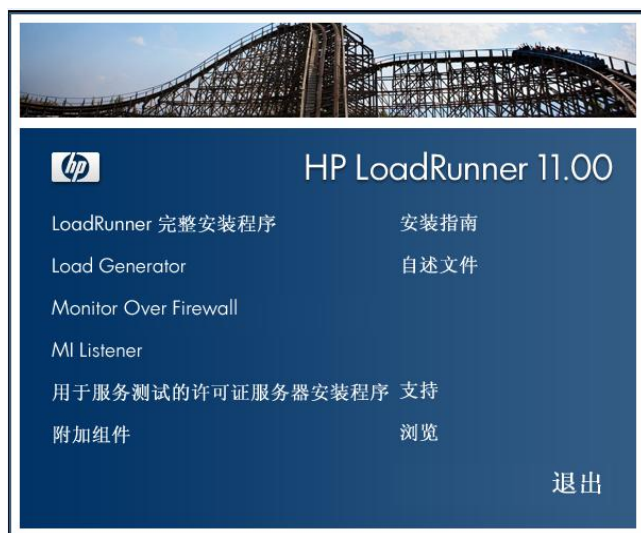 hp
HP LoadRunner 11.00
LoadRunner 完整安装程序
安装指南
Load Generator
自述文件
Monitor Over Firewall
MI Listener
用于服务测试的许可证服务器安装程序
支持
附加组件
浏览
退出